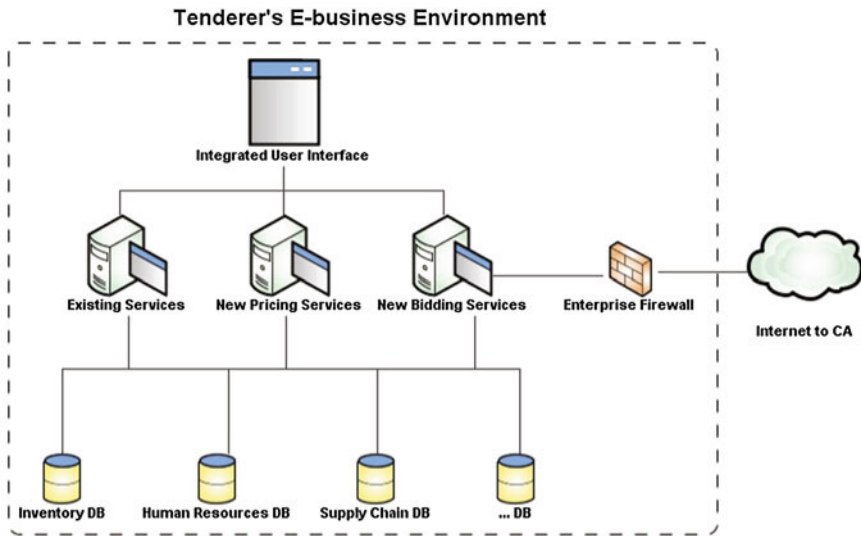 Tenderer's E-business Environment
Integrated User Interface
Existing Services
New Pricing Services
New Bidding Services
Enterprise Firewall
Internet to CA
Inventory DB
Human Resources DB
Supply Chain DB
... DB